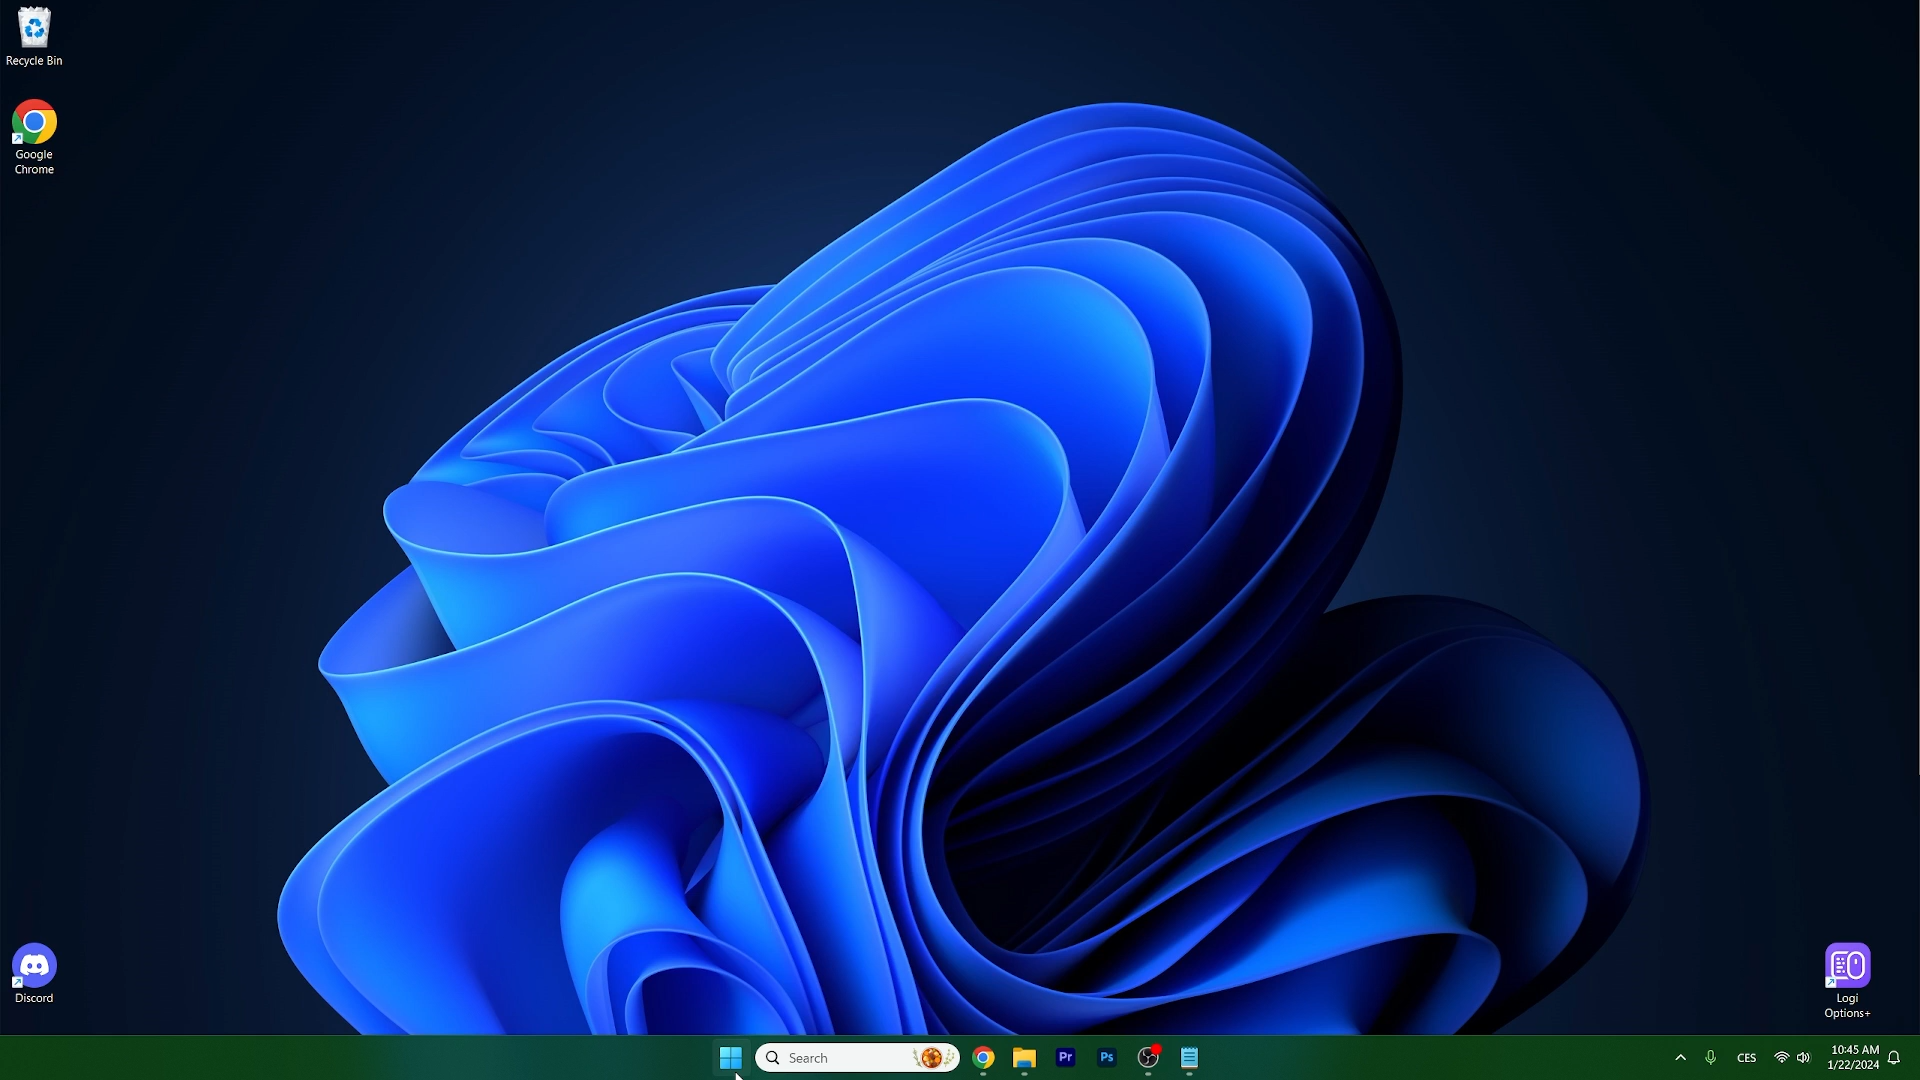 Recycle Bin
Google
Chrome
Discord
Logi
Options+
Search
Pr
Ps
CES
10:45 AM
1/22/2024